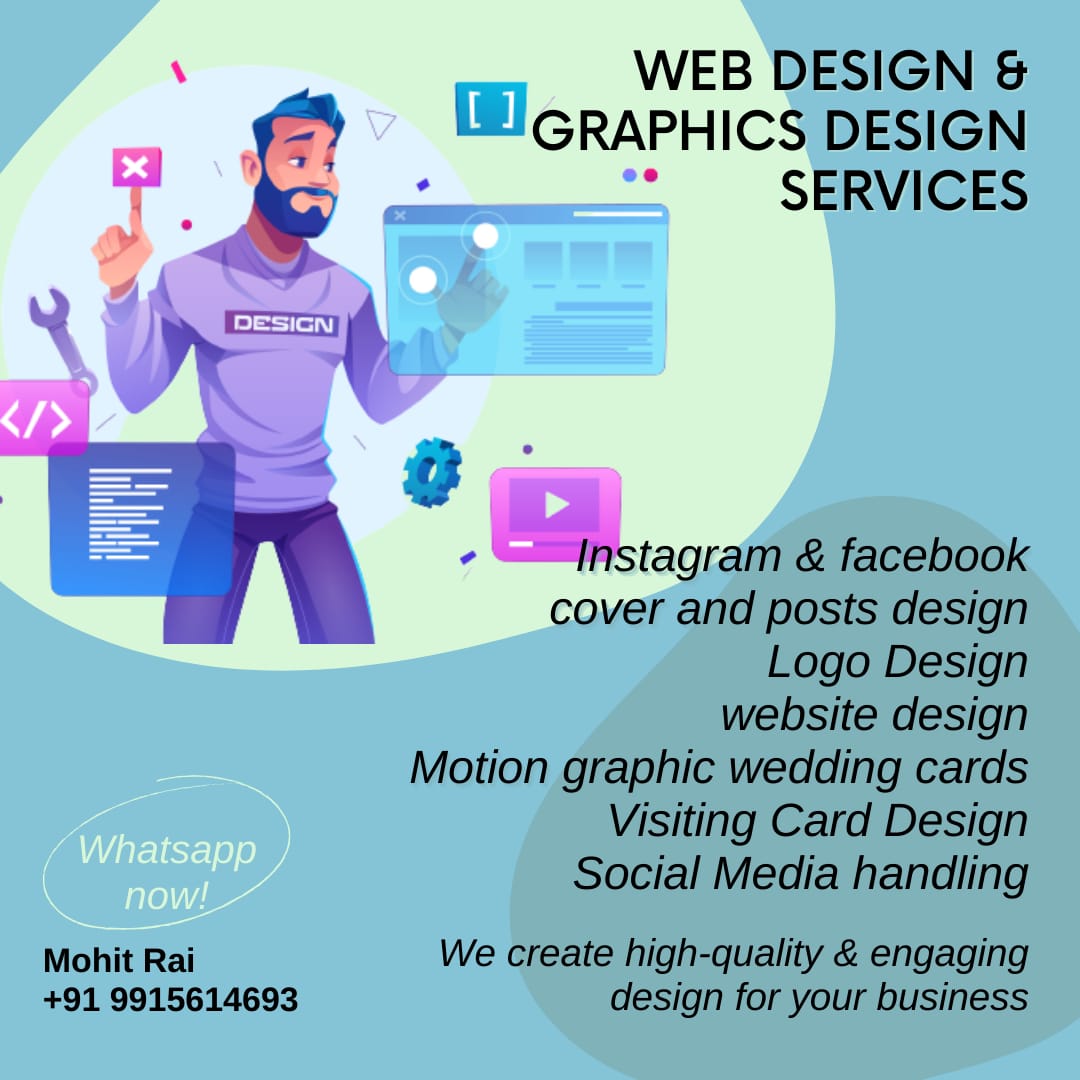 WEB DESIGN &
GRAPHICS DESIGN
SERVICES
[ ]
DESIGN
</>
Instagram & facebook
cover and posts design
Logo Design
website design
Motion graphic wedding cards
Visiting Card Design
Social Media handling
Whatsapp
now!
Mohit Rai
+91 9915614693
We create high-quality & engaging
design for your business